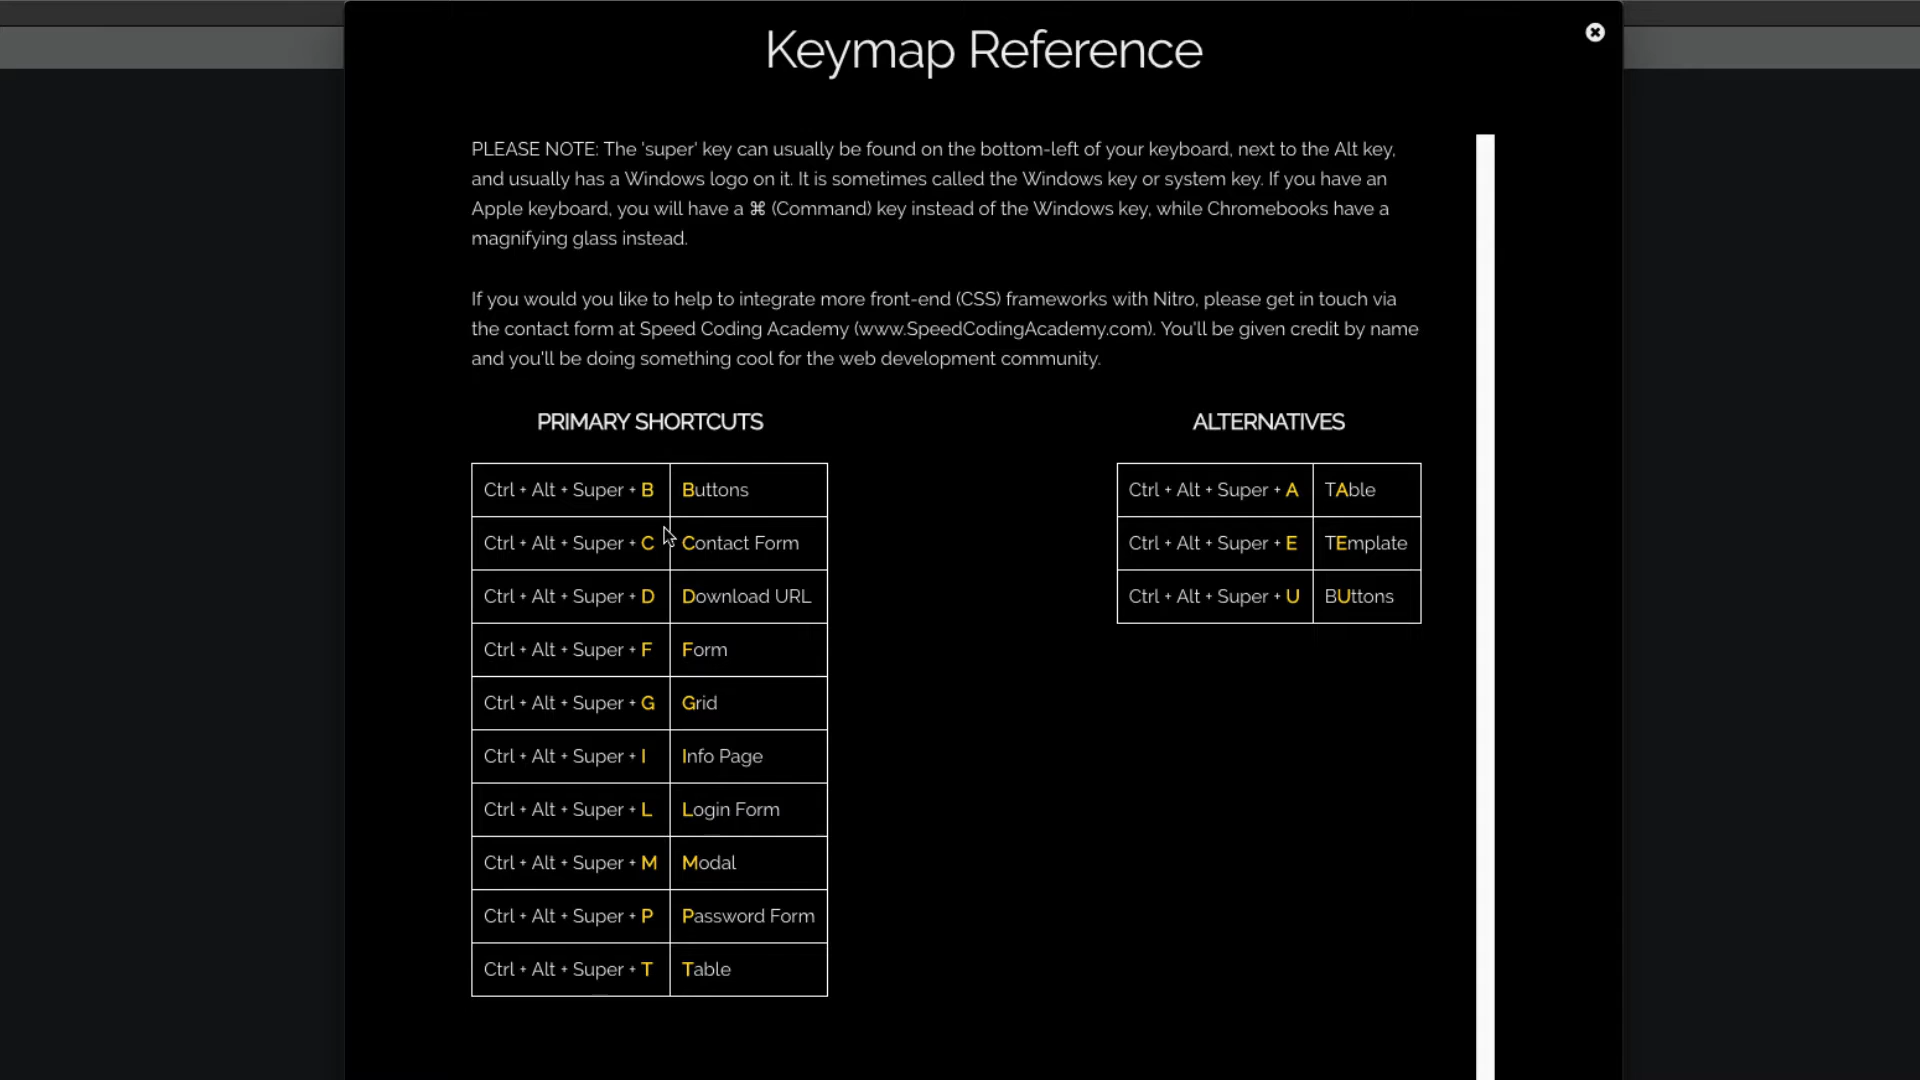 Keymap Reference
PLEASE NOTE: The 'super' key can usually be found on the bottom-left of your keyboard, next to the Alt key,
and usually has a Windows logo on it. It is sometimes called the Windows key or system key. If you have an
Apple keyboard, you will have a ⌘ (Command) key instead of the Windows key, while Chromebooks have a
magnifying glass instead.
If you would you like to help to integrate more front-end (CSS) frameworks with Nitro, please get in touch via
the contact form at Speed Coding Academy (www.SpeedCodingAcademy.com). You'll be given credit by name
and you'll be doing something cool for the web development community.
PRIMARY SHORTCUTS
Ctrl + Alt + Super + B Buttons
Ctrl + Alt + Super + C Contact Form
Ctrl + Alt + Super + D Download URL
Ctrl + Alt + Super + F Form
Ctrl + Alt + Super + G Grid
Ctrl + Alt + Super + I Info Page
Ctrl + Alt + Super + L Login Form
Ctrl + Alt + Super + M Modal
Ctrl + Alt + Super + P Password Form
Ctrl + Alt + Super + T Table
ALTERNATIVES
Ctrl + Alt + Super + A TAble
Ctrl + Alt + Super + E TEmplate
Ctrl + Alt + Super + U BUttons